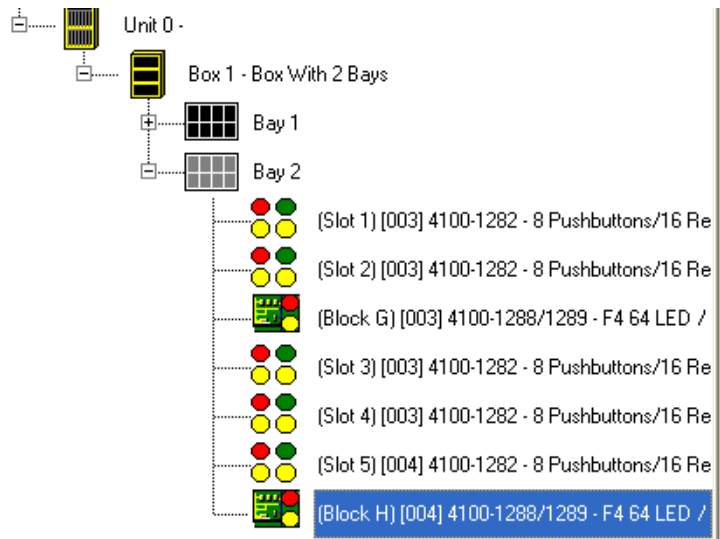 Unit 0 -
Box 1 - Box With 2 Bays
Bay 1
Bay 2
(Slot 1) [003] 4100-1282 - 8 Pushbuttons/16 Re
(Slot 2) [003] 4100-1282 - 8 Pushbuttons/16 Re
(Block G) [003] 4100-1288/1289 - F4 64 LED /
(Slot 3) [003] 4100-1282 - 8 Pushbuttons/16 Re
(Slot 4) [003] 4100-1282 - 8 Pushbuttons/16 Re
(Slot 5) [004] 4100-1282 - 8 Pushbuttons/16 Re
(Block H) [004] 4100-1288/1289 - F4 64 LED /